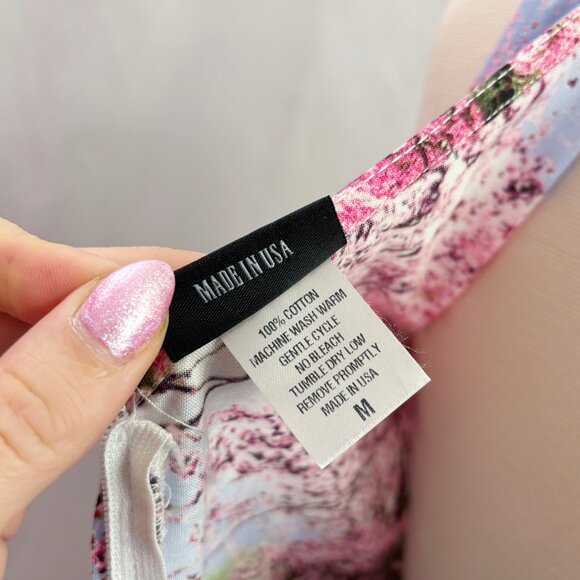 MADE IN USA
100% COTTON
MACHINE WASH WARM
GENTLE CYCLE
NO BLEACH
TUMBLE DRY LOW
REMOVE PROMPTLY
MADE IN USA
M